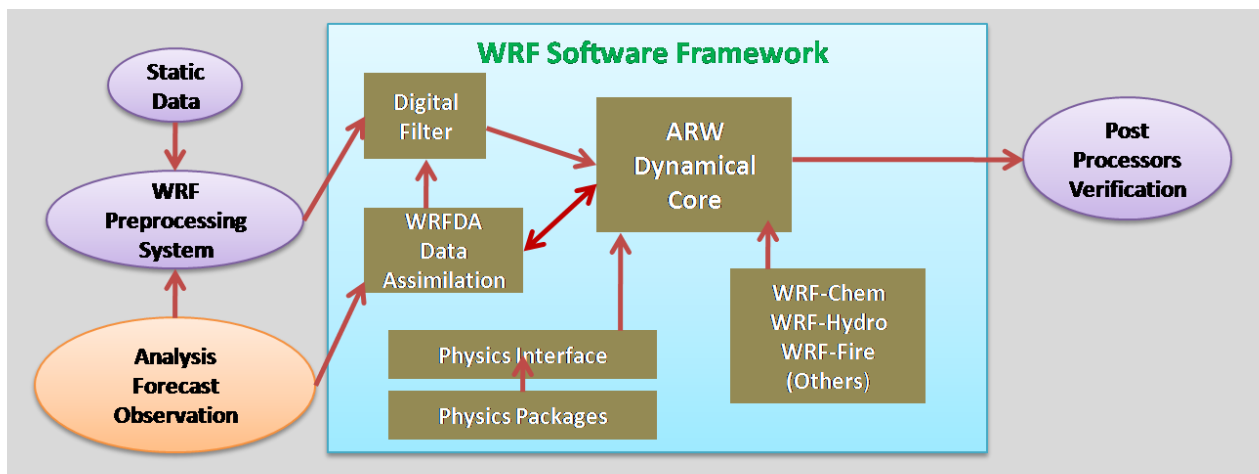 WRF Software Framework
Static
Data
WRF
Preprocessing
System
Analysis
Forecast
Observation
Digital
Filter
WRFDA
Data
Assimilation
ARW
Dynamical
Core
Physics Interface
Physics Packages
WRF-Chem
WRF-Hydro
WRF-Fire
(Others)
Post
Processors
Verification